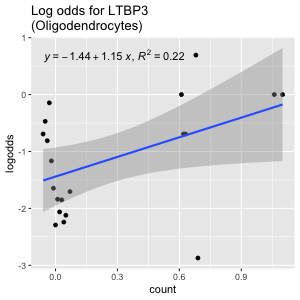 Log odds for LTBP3
(Oligodendrocytes)
y = −1.44 + 1.15 x, R² = 0.22
1
0
-1
-2
-3
logodds
0.0 0.3 0.6 0.9
count